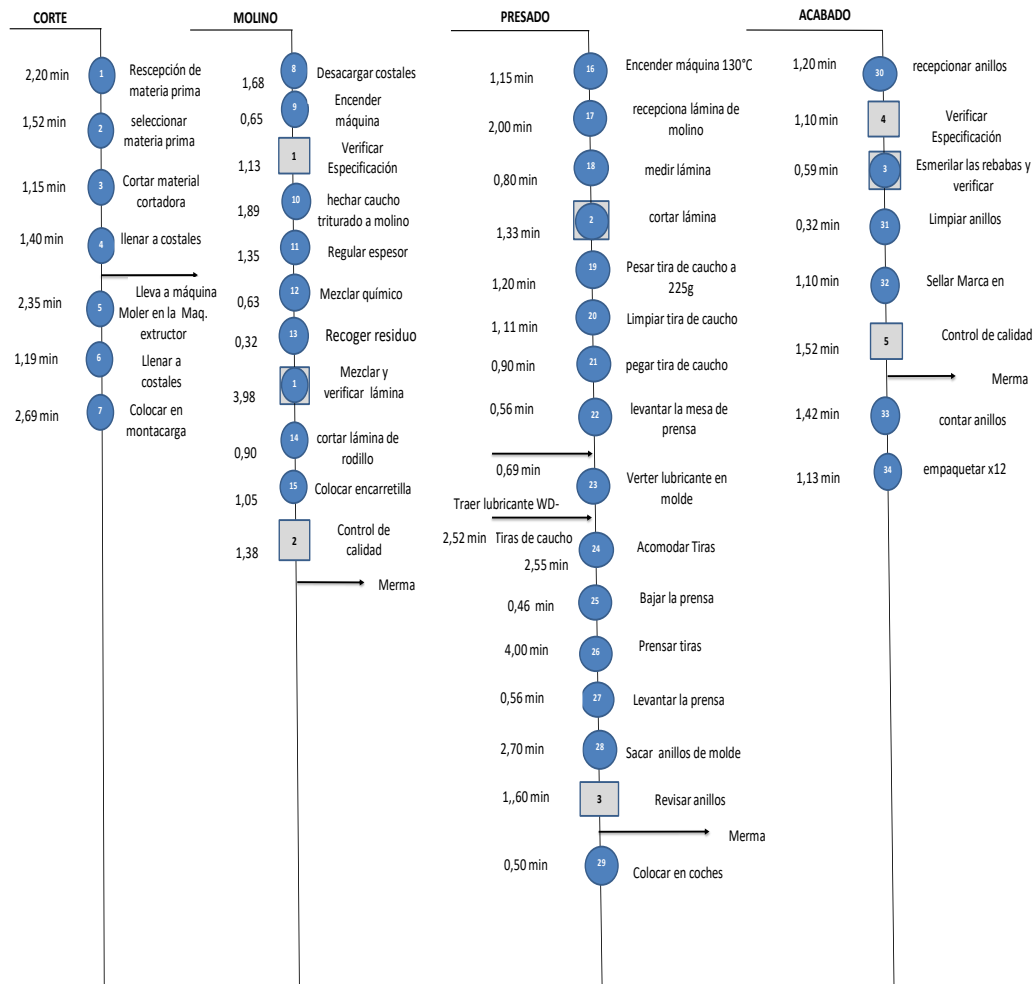 CORTE
2,20 min
1
Rescepción de
materia prima
1,52 min
2
seleccionar
materia prima
1,15 min
3
Cortar material
cortadora
1,40 min
4
llenar a costales
Lleva a máquina
2,35 min
5
Moler en la Maq.
extructor
1,19 min
6
Llenar a
costales
2,69 min
7
Colocar en
montacarga
MOLINO
1,68
8
Desacargar costales
0,65
9
Encender
máquina
1,13
1
Verificar
Especificación
1,89
10
hechar caucho
triturado a molino
1,35
11
Regular espesor
0,63
12
Mezclar químico
0,32
13
Recoger residuo
3,98
1
Mezclar y
verificar lámina
0,90
14
cortar lámina de
rodillo
1,05
15
Colocar encarretilla
1,38
2
Control de
calidad
Merma
PRESADO
1,15 min
16
Encender máquina 130°C
2,00 min
17
recepciona lámina de
molino
0,80 min
18
medir lámina
1,33 min
2
cortar lámina
1,20 min
19
Pesar tira de caucho a
225g
1, 11 min
20
Limpiar tira de caucho
0,90 min
21
pegar tira de caucho
0,56 min
22
levantar la mesa de
prensa
0,69 min
23
Verter lubricante en
molde
Traer lubricante WD-
2,52 min
Tiras de caucho
2,55 min
24
Acomodar Tiras
0,46 min
25
Bajar la prensa
4,00 min
26
Prensar tiras
0,56 min
27
Levantar la prensa
2,70 min
28
Sacar anillos de molde
1,,60 min
3
Revisar anillos
Merma
0,50 min
29
Colocar en coches
ACABADO
1,20 min
30
recepcionar anillos
1,10 min
4
Verificar
Especificación
0,59 min
3
Esmerilar las rebabas y
verificar
0,32 min
31
Limpiar anillos
1,10 min
32
Sellar Marca en
1,52 min
5
Control de calidad
Merma
1,42 min
33
contar anillos
1,13 min
34
empaquetar x12